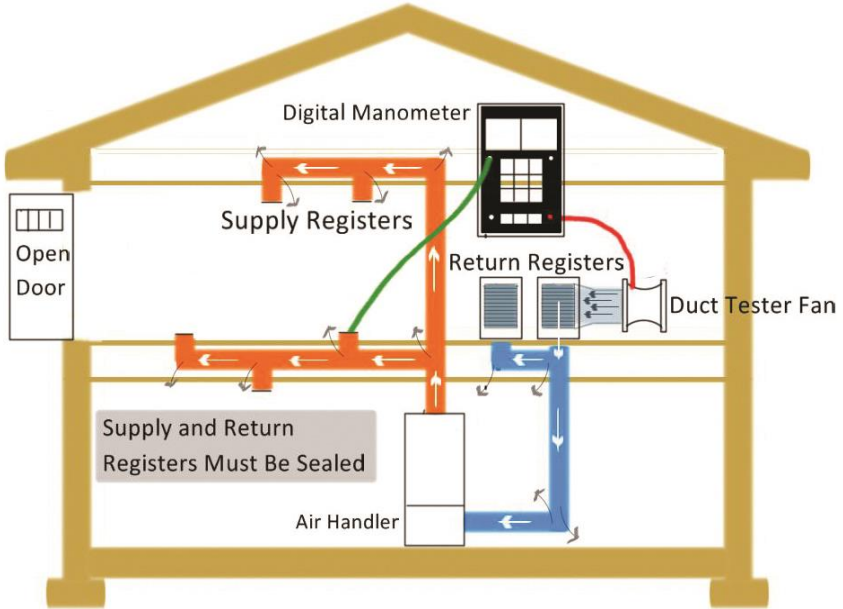 Digital Manometer
Supply Registers
Open
Door
Return Registers
Duct Tester Fan
Supply and Return
Registers Must Be Sealed
Air Handler